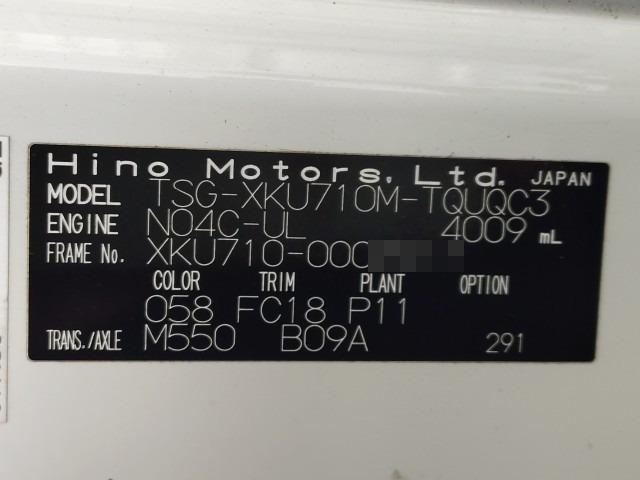 Hino Motors, Ltd. JAPAN
MODEL TSG-XKU710M-TQUQC3
ENGINE N04C-UL 4009 mL
FRAME No. XKU710-000
COLOR TRIM PLANT OPTION
058 FC18 P11
TRANS./AXLE M550 B09A 291